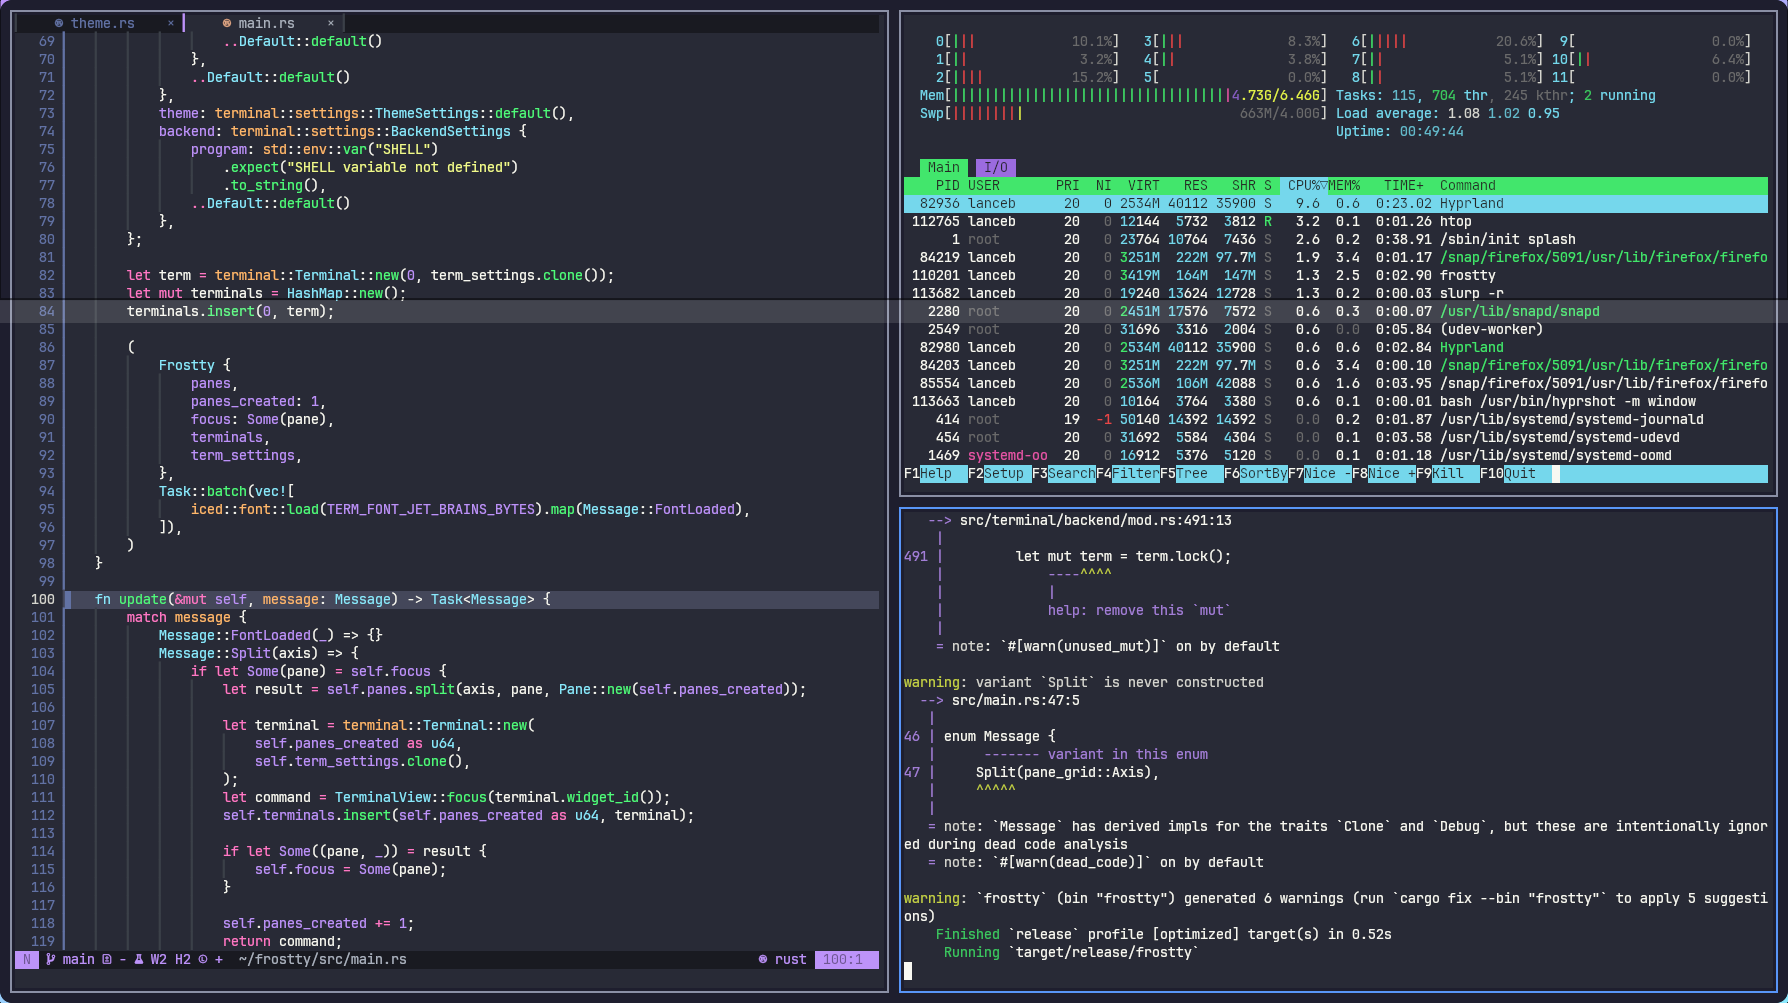 theme.rs × main.rs ×
69 ..Default::default()
70 },
71 ..Default::default()
72 },
73 theme: terminal::settings::ThemeSettings::default(),
74 backend: terminal::settings::BackendSettings {
75 program: std::env::var("SHELL")
76 .expect("SHELL variable not defined")
77 .to_string(),
78 ..Default::default()
79 },
80 };
81
82 let term = terminal::Terminal::new(0, term_settings.clone());
83 let mut terminals = HashMap::new();
84 terminals.insert(0, term);
85
86 (
87 Frostty {
88 panes,
89 panes_created: 1,
90 focus: Some(pane),
91 terminals,
92 term_settings,
93 },
94 Task::batch(vec![
95 iced::font::load(TERM_FONT_JET_BRAINS_BYTES).map(Message::FontLoaded),
96 ]),
97 )
98 }
99
100 fn update(&mut self, message: Message) -> Task<Message> {
101 match message {
102 Message::FontLoaded(_) => {}
103 Message::Split(axis) => {
104 if let Some(pane) = self.focus {
105 let result = self.panes.split(axis, pane, Pane::new(self.panes_created));
106
107 let terminal = terminal::Terminal::new(
108 self.panes_created as u64,
109 self.term_settings.clone(),
110 );
111 let command = TerminalView::focus(terminal.widget_id());
112 self.terminals.insert(self.panes_created as u64, terminal);
113
114 if let Some((pane, _)) = result {
115 self.focus = Some(pane);
116 }
117
118 self.panes_created += 1;
119 return command;
N main - W2 H2 + ~/frostty/src/main.rs rust 100:1
0[||| 10.1%] 3[||| 8.3%] 6[||||| 20.6%] 9[ 0.0%]
1[|| 3.2%] 4[|| 3.8%] 7[|| 5.1%] 10[|| 6.4%]
2[|||| 15.2%] 5[ 0.0%] 8[|| 5.1%] 11[ 0.0%]
Mem[|||||||||||||||||||||||||||||||||||4.73G/6.46G] Tasks: 115, 704 thr, 245 kthr; 2 running
Swp[||||||||| 663M/4.00G] Load average: 1.08 1.02 0.95
Uptime: 00:49:44
Main I/O
PID USER PRI NI VIRT RES SHR S CPU%▽MEM% TIME+ Command
82936 lanceb 20 0 2534M 40112 35900 S 9.6 0.6 0:23.02 Hyprland
112765 lanceb 20 0 12144 5732 3812 R 3.2 0.1 0:01.26 htop
1 root 20 0 23764 10764 7436 S 2.6 0.2 0:38.91 /sbin/init splash
84219 lanceb 20 0 3251M 222M 97.7M S 1.9 3.4 0:01.17 /snap/firefox/5091/usr/lib/firefox/firefo
110201 lanceb 20 0 3419M 164M 147M S 1.3 2.5 0:02.90 frostty
113682 lanceb 20 0 19240 13624 12728 S 1.3 0.2 0:00.03 slurp -r
2280 root 20 0 2451M 17576 7572 S 0.6 0.3 0:00.07 /usr/lib/snapd/snapd
2549 root 20 0 31696 3316 2004 S 0.6 0.0 0:05.84 (udev-worker)
82980 lanceb 20 0 2534M 40112 35900 S 0.6 0.6 0:02.84 Hyprland
84203 lanceb 20 0 3251M 222M 97.7M S 0.6 3.4 0:00.10 /snap/firefox/5091/usr/lib/firefox/firefo
85554 lanceb 20 0 2536M 106M 42088 S 0.6 1.6 0:03.95 /snap/firefox/5091/usr/lib/firefox/firefo
113663 lanceb 20 0 10164 3764 3380 S 0.6 0.1 0:00.01 bash /usr/bin/hyprshot -m window
414 root 19 -1 50140 14392 14392 S 0.0 0.2 0:01.87 /usr/lib/systemd/systemd-journald
454 root 20 0 31692 5584 4304 S 0.0 0.1 0:03.58 /usr/lib/systemd/systemd-udevd
1469 systemd-oo 20 0 16912 5376 5120 S 0.0 0.1 0:01.18 /usr/lib/systemd/systemd-oomd
F1Help F2Setup F3SearchF4FilterF5Tree F6SortByF7Nice -F8Nice +F9Kill F10Quit
--> src/terminal/backend/mod.rs:491:13
|
491 | let mut term = term.lock();
| ----^^^^
| |
| help: remove this `mut`
|
= note: `#[warn(unused_mut)]` on by default
warning: variant `Split` is never constructed
--> src/main.rs:47:5
|
46 | enum Message {
| ------- variant in this enum
47 | Split(pane_grid::Axis),
| ^^^^^
|
= note: `Message` has derived impls for the traits `Clone` and `Debug`, but these are intentionally ignor
ed during dead code analysis
= note: `#[warn(dead_code)]` on by default
warning: `frostty` (bin "frostty") generated 6 warnings (run `cargo fix --bin "frostty"` to apply 5 suggesti
ons)
Finished `release` profile [optimized] target(s) in 0.52s
Running `target/release/frostty`